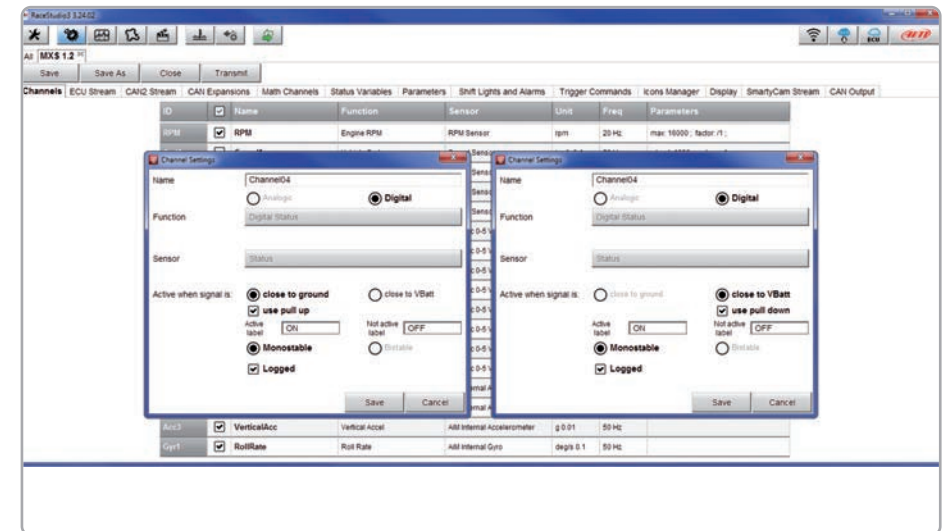 RaceStudio3 3.24.02
ECU
AiM
All MXS 1.2
Save Save As Close Transmit
Channels ECU Stream CAN2 Stream CAN Expansions Math Channels Status Variables Parameters Shift Lights and Alarms Trigger Commands Icons Manager Display SmartyCam Stream CAN Output
ID Name Function Sensor Unit Freq Parameters
RPM RPM Engine RPM RPM Sensor rpm 20 Hz max: 16000 ; factor: /1 ;
Channel Settings
Name Channel04
Analogic Digital
Function Digital Status
Sensor Status
Active when signal is: close to ground close to VBatt
use pull up
Active label ON Not active label OFF
Monostable Bistable
Logged
Save Cancel
Channel Settings
Name Channel04
Analogic Digital
Function Digital Status
Sensor Status
Active when signal is: close to ground close to VBatt
use pull down
Active label ON Not active label OFF
Monostable Bistable
Logged
Save Cancel
Acc3 VerticalAcc Vertical Accel AiM Internal Accelerometer g 0.01 50 Hz
Gyr1 RollRate Roll Rate AiM Internal Gyro deg/s 0.1 50 Hz